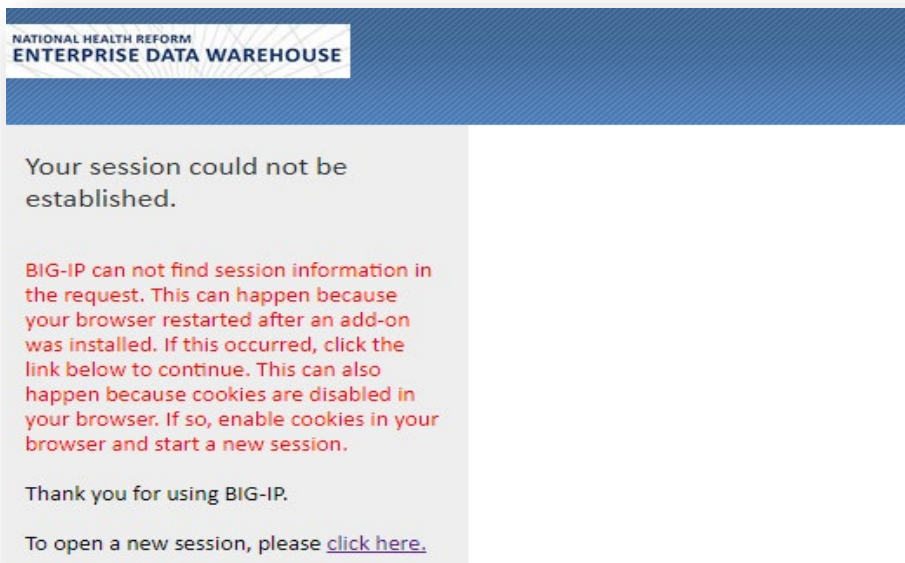 NATIONAL HEALTH REFORM
ENTERPRISE DATA WAREHOUSE
Your session could not be
established.
BIG-IP can not find session information in
the request. This can happen because
your browser restarted after an add-on
was installed. If this occurred, click the
link below to continue. This can also
happen because cookies are disabled in
your browser. If so, enable cookies in your
browser and start a new session.
Thank you for using BIG-IP.
To open a new session, please click here.